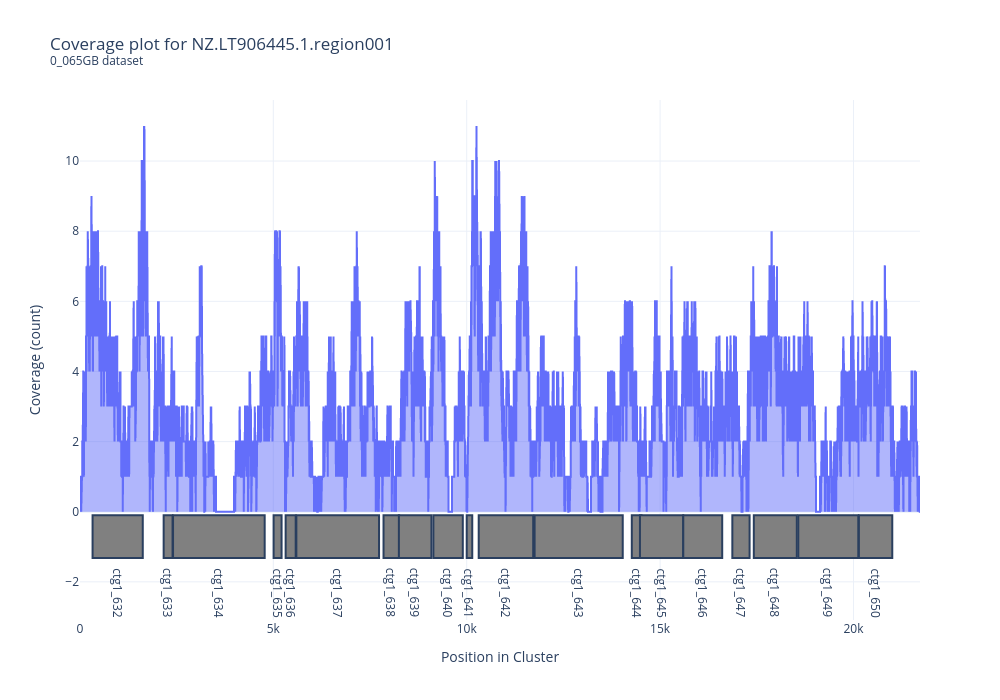 Coverage plot for NZ.LT906445.1.region001
0_065GB dataset
Coverage (count)
10
8
6
4
2
0
−2
ctg1_632
ctg1_633
ctg1_634
ctg1_635
ctg1_636
ctg1_637
ctg1_638
ctg1_639
ctg1_640
ctg1_641
ctg1_642
ctg1_643
ctg1_644
ctg1_645
ctg1_646
ctg1_647
ctg1_648
ctg1_649
ctg1_650
0 5k 10k 15k 20k
Position in Cluster